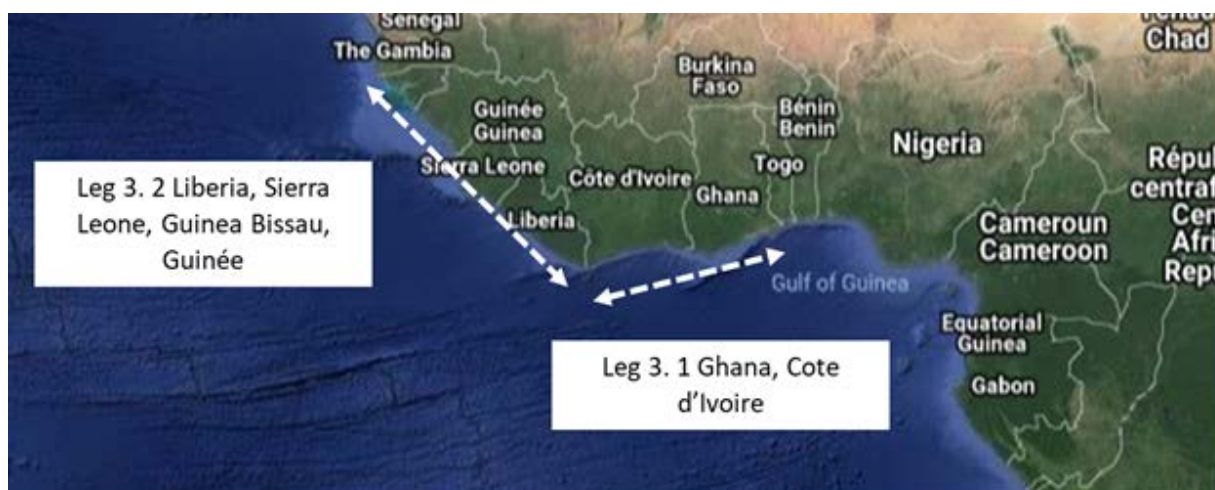 Senegal
The Gambia
Chad
Burkina
Faso
Guinée
Guinea
Bénin
Benin
Nigeria
Sierra Leone
Côte d'Ivoire
Togo
Ghana
Liberia
Cameroun
Cameroon
Gulf of Guinea
Equatorial
Guinea
Gabon
Leg 3. 2 Liberia, Sierra
Leone, Guinea Bissau,
Guinée
Leg 3. 1 Ghana, Cote
d'Ivoire